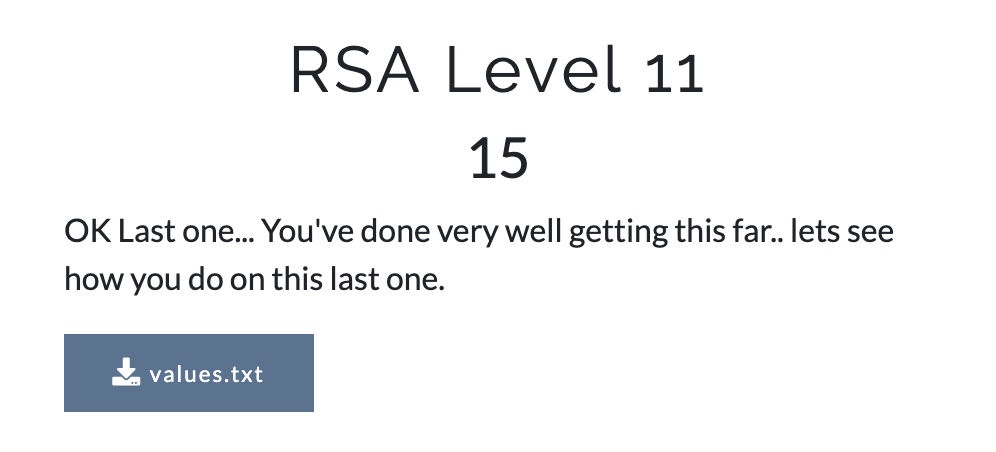 RSA Level 11
15
OK Last one... You've done very well getting this far.. lets see
how you do on this last one.
values.txt